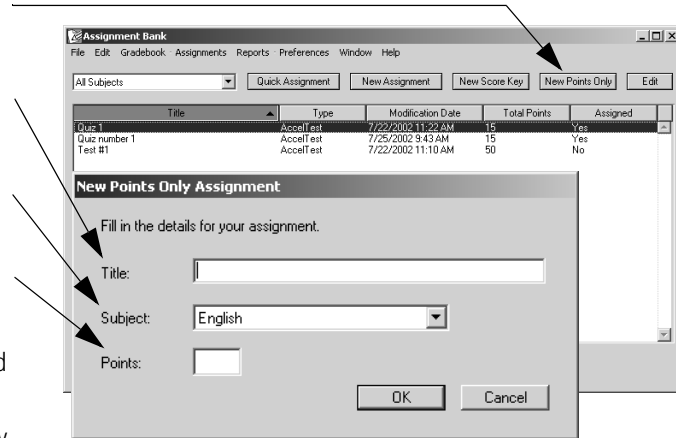 Assignment Bank
File Edit Gradebook Assignments Reports Preferences Window Help
All Subjects Quick Assignment New Assignment New Score Key New Points Only Edit
Title Type Modification Date Total Points Assigned
Quiz 1 AccelTest 7/22/2002 11:22 AM 15 Yes
Quiz number 1 AccelTest 7/25/2002 9:43 AM 15 Yes
Test #1 AccelTest 7/22/2002 11:10 AM 50 No
New Points Only Assignment
Fill in the details for your assignment.
Title:
Subject: English
Points:
OK Cancel